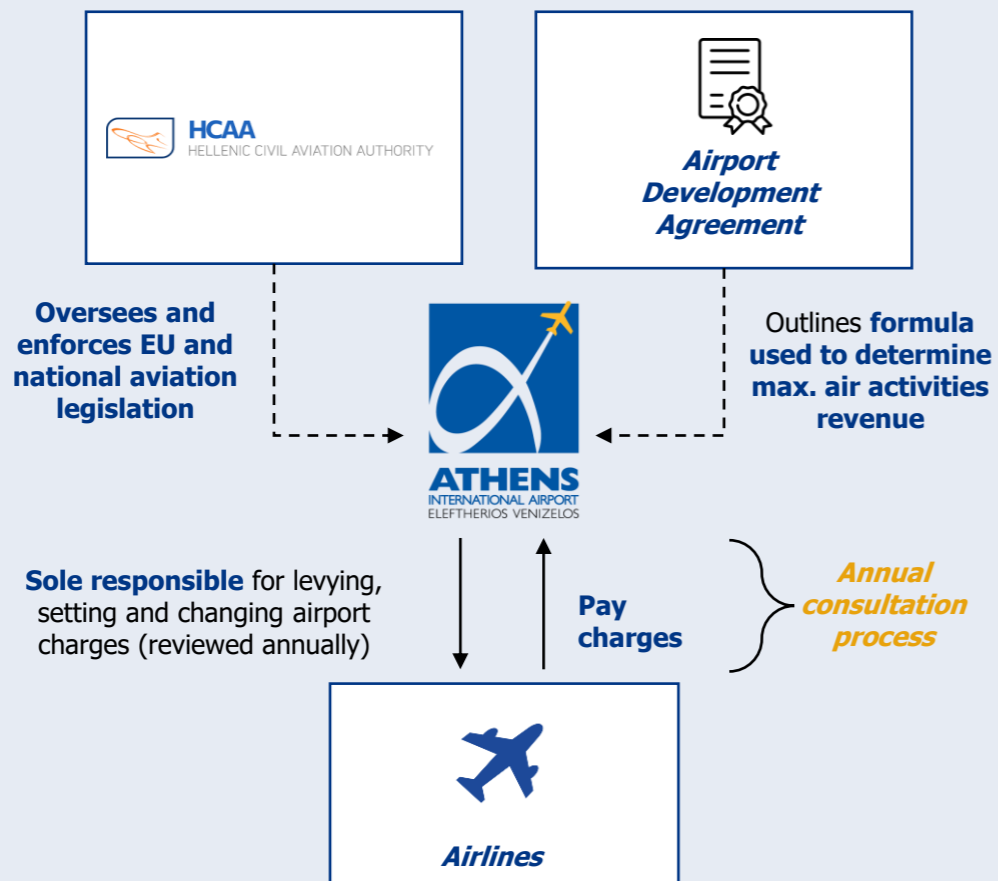 HCAA
HELLENIC CIVIL AVIATION AUTHORITY
Airport
Development
Agreement
Oversees and
enforces EU and
national aviation
legislation
Outlines formula
used to determine
max. air activities
revenue
ATHENS
INTERNATIONAL AIRPORT
ELEFTHERIOS VENIZELOS
Sole responsible for levying,
setting and changing airport
charges (reviewed annually)
Pay
charges
Annual
consultation
process
Airlines